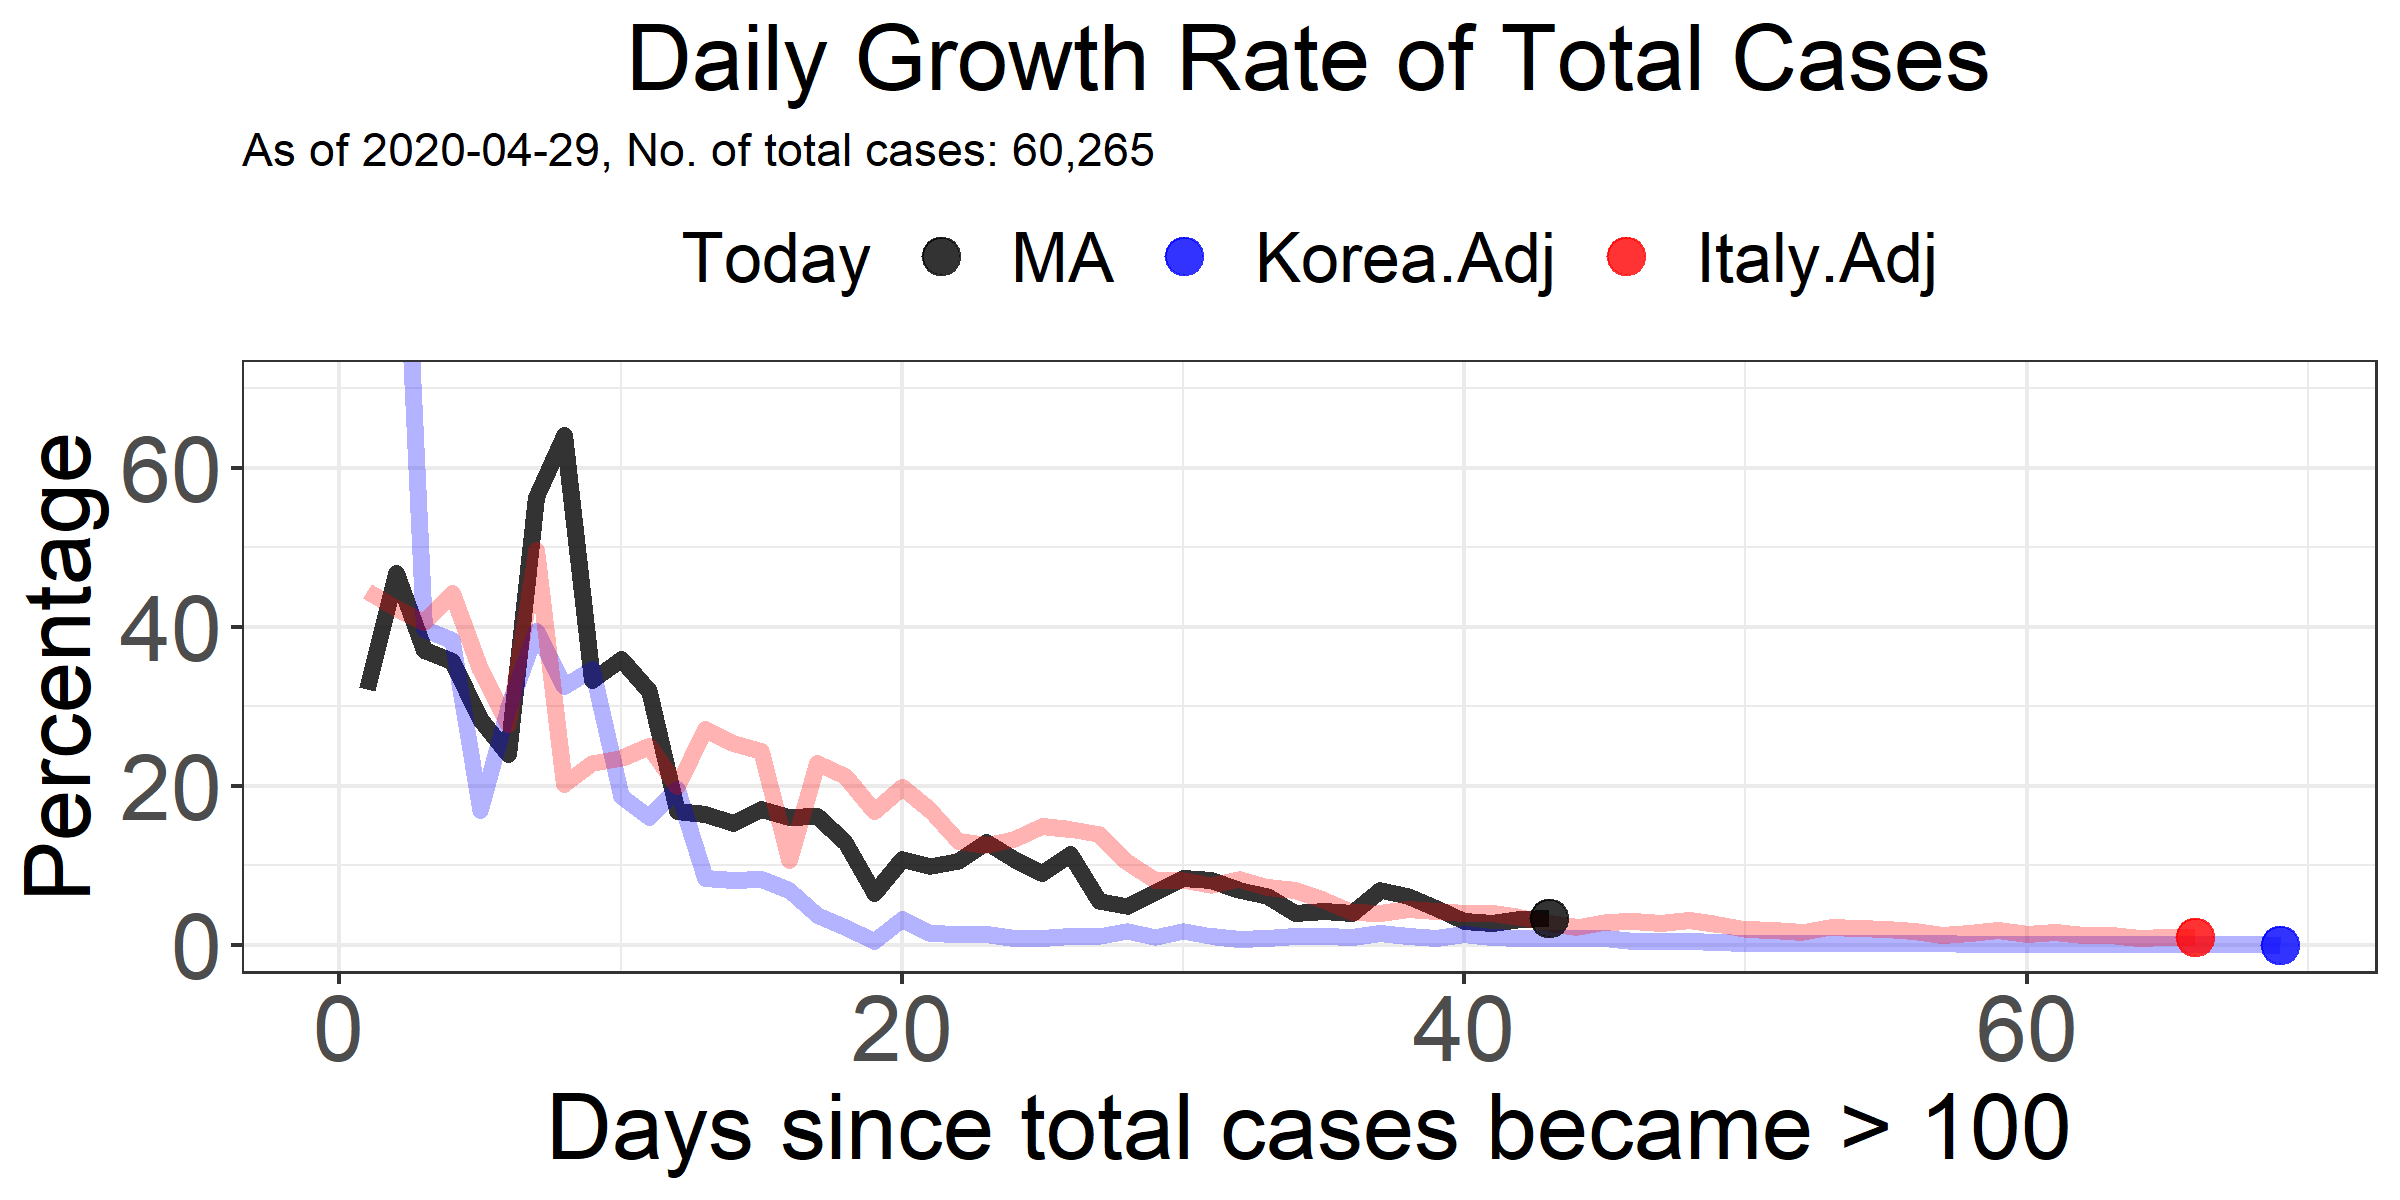 Daily Growth Rate of Total Cases
As of 2020-04-29, No. of total cases: 60,265
Today MA Korea.Adj Italy.Adj
Percentage
60
40
20
0
0 20 40 60
Days since total cases became > 100